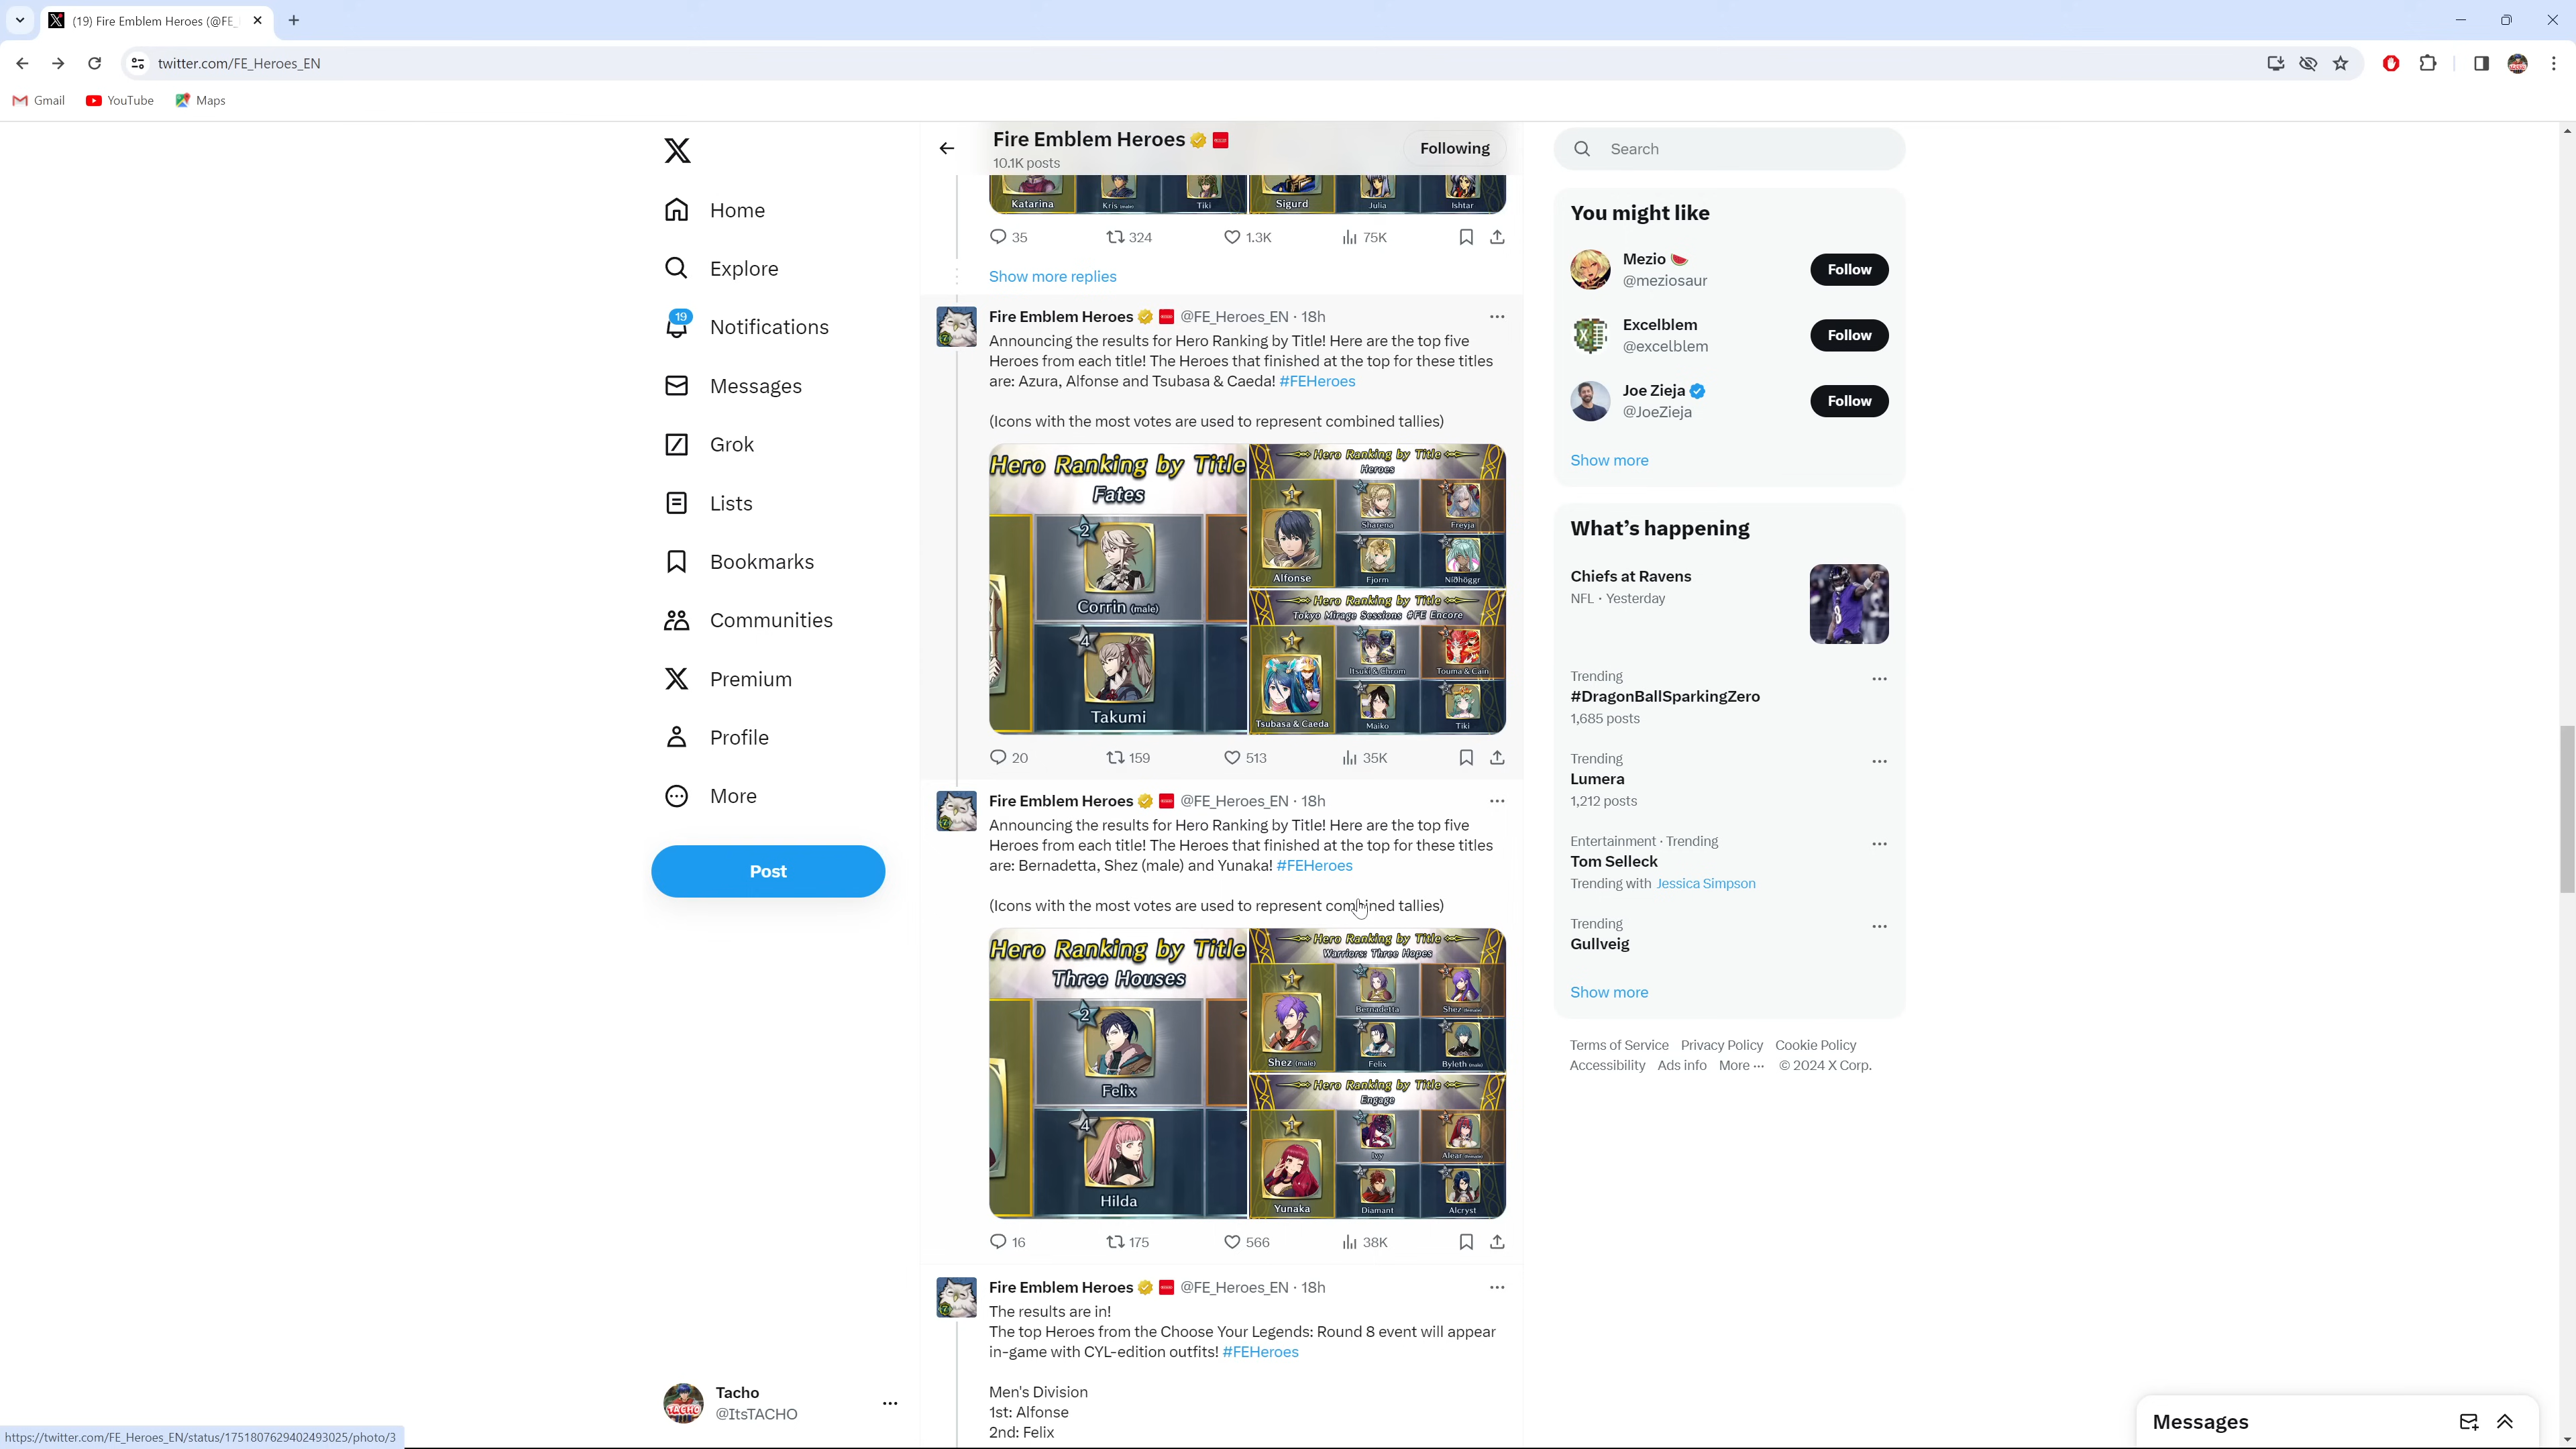 (19) Fire Emblem Heroes (@FE_
twitter.com/FE_Heroes_EN
Gmail
YouTube
Maps
Home
Explore
19
Notifications
Messages
Grok
Lists
Bookmarks
Communities
Premium
Profile
More
Post
Tacho
@ItsTACHO
https://twitter.com/FE_Heroes_EN/status/1751807629402493025/photo/3
Fire Emblem Heroes
10.1K posts
Following
Katarina
Kris (male)
Tiki
Sigurd
Julia
Ishtar
35
324
1.3K
75K
Show more replies
Fire Emblem Heroes @FE_Heroes_EN · 18h
Announcing the results for Hero Ranking by Title! Here are the top five
Heroes from each title! The Heroes that finished at the top for these titles
are: Azura, Alfonse and Tsubasa & Caeda! #FEHeroes
(Icons with the most votes are used to represent combined tallies)
Hero Ranking by Title
Fates
2
Corrin (male)
4
Takumi
Hero Ranking by Title
Heroes
1
Alfonse
Sharena
Freyja
Fjorm
Níðhöggr
Hero Ranking by Title
Tokyo Mirage Sessions #FE Encore
1
Tsubasa & Caeda
Itsuki & Chrom
Touma & Cain
Maiko
Tiki
20
159
513
35K
Fire Emblem Heroes @FE_Heroes_EN · 18h
Announcing the results for Hero Ranking by Title! Here are the top five
Heroes from each title! The Heroes that finished at the top for these titles
are: Bernadetta, Shez (male) and Yunaka! #FEHeroes
(Icons with the most votes are used to represent combined tallies)
Hero Ranking by Title
Three Houses
2
Felix
4
Hilda
Hero Ranking by Title
Warriors: Three Hopes
1
Shez (male)
Bernadetta
Shez (female)
Felix
Byleth (male)
Hero Ranking by Title
Engage
1
Yunaka
Ivy
Alear (female)
Diamant
Alcryst
16
175
566
38K
Fire Emblem Heroes @FE_Heroes_EN · 18h
The results are in!
The top Heroes from the Choose Your Legends: Round 8 event will appear
in-game with CYL-edition outfits! #FEHeroes
Men's Division
1st: Alfonse
2nd: Felix
Search
You might like
Mezio
@meziosaur
Follow
Excelblem
@excelblem
Follow
Joe Zieja
@JoeZieja
Follow
Show more
What's happening
Chiefs at Ravens
NFL · Yesterday
Trending
#DragonBallSparkingZero
1,685 posts
Trending
Lumera
1,212 posts
Entertainment · Trending
Tom Selleck
Trending with Jessica Simpson
Trending
Gullveig
Show more
Terms of Service Privacy Policy Cookie Policy
Accessibility Ads info More ··· © 2024 X Corp.
Messages